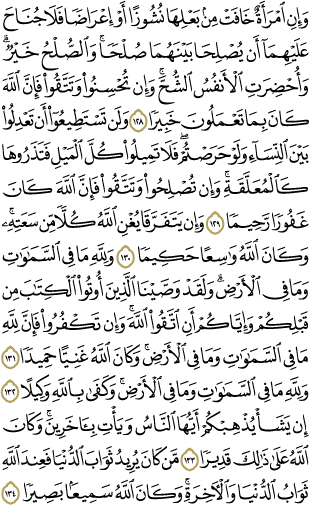 وَإِنِ ٱمْرَأَةٌ خَافَتْ مِنۢ بَعْلِهَا نُشُوزًا أَوْ إِعْرَاضًا فَلَا جُنَاحَ
عَلَيْهِمَآ أَن يُصْلِحَا بَيْنَهُمَا صُلْحًا ۚ وَٱلصُّلْحُ خَيْرٌ ۗ
وَأُحْضِرَتِ ٱلْأَنفُسُ ٱلشُّحَّ ۚ وَإِن تُحْسِنُوا۟ وَتَتَّقُوا۟ فَإِنَّ ٱللَّهَ
كَانَ بِمَا تَعْمَلُونَ خَبِيرًا ١٢٨ وَلَن تَسْتَطِيعُوٓا۟ أَن تَعْدِلُوا۟
بَيْنَ ٱلنِّسَآءِ وَلَوْ حَرَصْتُمْ ۖ فَلَا تَمِيلُوا۟ كُلَّ ٱلْمَيْلِ فَتَذَرُوهَا
كَٱلْمُعَلَّقَةِ ۚ وَإِن تُصْلِحُوا۟ وَتَتَّقُوا۟ فَإِنَّ ٱللَّهَ كَانَ
غَفُورًا رَّحِيمًا ١٢٩ وَإِن يَتَفَرَّقَا يُغْنِ ٱللَّهُ كُلًّا مِّن سَعَتِهِۦ ۚ
وَكَانَ ٱللَّهُ وَٰسِعًا حَكِيمًا ١٣٠ وَلِلَّهِ مَا فِى ٱلسَّمَٰوَٰتِ
وَمَا فِى ٱلْأَرْضِ ۗ وَلَقَدْ وَصَّيْنَا ٱلَّذِينَ أُوتُوا۟ ٱلْكِتَٰبَ مِن
قَبْلِكُمْ وَإِيَّاكُمْ أَنِ ٱتَّقُوا۟ ٱللَّهَ ۚ وَإِن تَكْفُرُوا۟ فَإِنَّ لِلَّهِ
مَا فِى ٱلسَّمَٰوَٰتِ وَمَا فِى ٱلْأَرْضِ ۚ وَكَانَ ٱللَّهُ غَنِيًّا حَمِيدًا ١٣١
وَلِلَّهِ مَا فِى ٱلسَّمَٰوَٰتِ وَمَا فِى ٱلْأَرْضِ ۚ وَكَفَىٰ بِٱللَّهِ وَكِيلًا ١٣٢
إِن يَشَأْ يُذْهِبْكُمْ أَيُّهَا ٱلنَّاسُ وَيَأْتِ بِـَٔاخَرِينَ ۚ وَكَانَ
ٱللَّهُ عَلَىٰ ذَٰلِكَ قَدِيرًا ١٣٣ مَّن كَانَ يُرِيدُ ثَوَابَ ٱلدُّنْيَا فَعِندَ ٱللَّهِ
ثَوَابُ ٱلدُّنْيَا وَٱلْـَٔاخِرَةِ ۚ وَكَانَ ٱللَّهُ سَمِيعًۢا بَصِيرًا ١٣٤